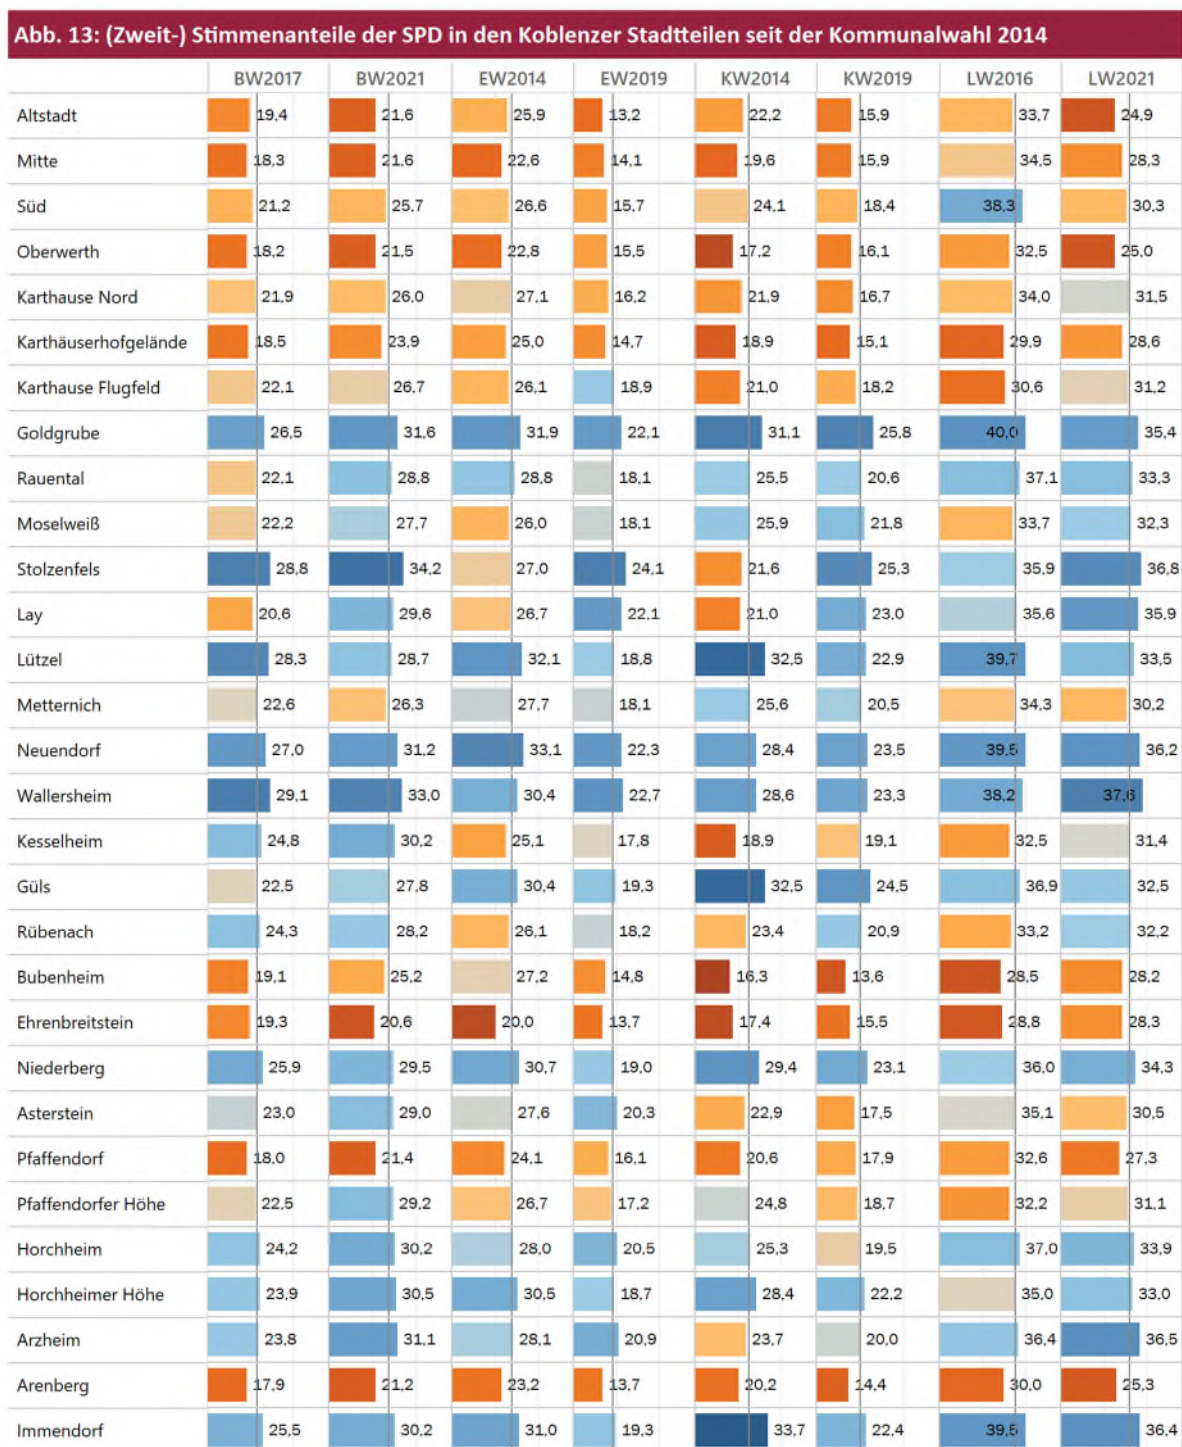 Abb. 13: (Zweit-) Stimmenanteile der SPD in den Koblenzer Stadtteilen seit der Kommunalwahl 2014
BW2017 BW2021 EW2014 EW2019 KW2014 KW2019 LW2016 LW2021
Altstadt 19,4 21,6 25,9 13,2 22,2 15,9 33,7 24,9
Mitte 18,3 21,6 22,6 14,1 19,6 15,9 34,5 28,3
Süd 21,2 25,7 26,6 15,7 24,1 18,4 38,3 30,3
Oberwerth 18,2 21,5 22,8 15,5 17,2 16,1 32,5 25,0
Karthause Nord 21,9 26,0 27,1 16,2 21,9 16,7 34,0 31,5
Karthäuserhofgelände 18,5 23,9 25,0 14,7 18,9 15,1 29,9 28,6
Karthause Flugfeld 22,1 26,7 26,1 18,9 21,0 18,2 30,6 31,2
Goldgrube 26,5 31,6 31,9 22,1 31,1 25,8 40,0 35,4
Rauental 22,1 28,8 28,8 18,1 25,5 20,6 37,1 33,3
Moselweiß 22,2 27,7 26,0 18,1 25,9 21,8 33,7 32,3
Stolzenfels 28,8 34,2 27,0 24,1 21,6 25,3 35,9 36,8
Lay 20,6 29,6 26,7 22,1 21,0 23,0 35,6 35,9
Lützel 28,3 28,7 32,1 18,8 32,5 22,9 39,7 33,5
Metternich 22,6 26,3 27,7 18,1 25,6 20,5 34,3 30,2
Neuendorf 27,0 31,2 33,1 22,3 28,4 23,5 39,5 36,2
Wallersheim 29,1 33,0 30,4 22,7 28,6 23,3 38,2 37,6
Kesselheim 24,8 30,2 25,1 17,8 18,9 19,1 32,5 31,4
Güls 22,5 27,8 30,4 19,3 32,5 24,5 36,9 32,5
Rübenach 24,3 28,2 26,1 18,2 23,4 20,9 33,2 32,2
Bubenheim 19,1 25,2 27,2 14,8 16,3 13,6 28,5 28,2
Ehrenbreitstein 19,3 20,6 20,0 13,7 17,4 15,5 28,8 28,3
Niederberg 25,9 29,5 30,7 19,0 29,4 23,1 36,0 34,3
Asterstein 23,0 29,0 27,6 20,3 22,9 17,5 35,1 30,5
Pfaffendorf 18,0 21,4 24,1 16,1 20,6 17,9 32,6 27,3
Pfaffendorfer Höhe 22,5 29,2 26,7 17,2 24,8 18,7 32,2 31,1
Horchheim 24,2 30,2 28,0 20,5 25,3 19,5 37,0 33,9
Horchheimer Höhe 23,9 30,5 30,5 18,7 28,4 22,2 35,0 33,0
Arzheim 23,8 31,1 28,1 20,9 23,7 20,0 36,4 36,5
Arenberg 17,9 21,2 23,2 13,7 20,2 14,4 30,0 25,3
Immendorf 25,5 30,2 31,0 19,3 33,7 22,4 39,5 36,4